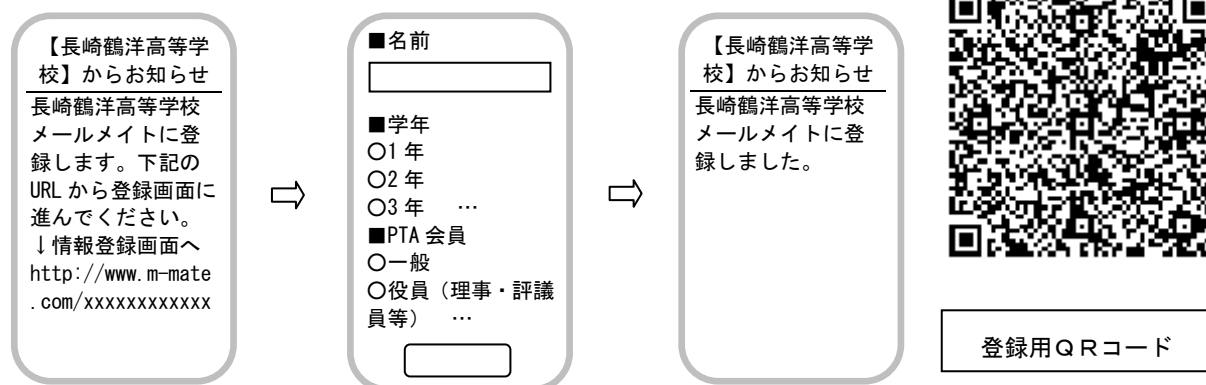 【長崎鶴洋高等学
校】からお知らせ
長崎鶴洋高等学校
メールメイトに登
録します。下記の
URLから登録画面に
進んでください。
↓情報登録画面へ
http://www.m-mate
.com/xxxxxxxxxxxx
■名前
■学年
○1年
○2年
○3年 …
■PTA会員
○一般
○役員（理事・評議
員等） …
【長崎鶴洋高等学
校】からお知らせ
長崎鶴洋高等学校
メールメイトに登
録しました。
登録用ＱＲコード